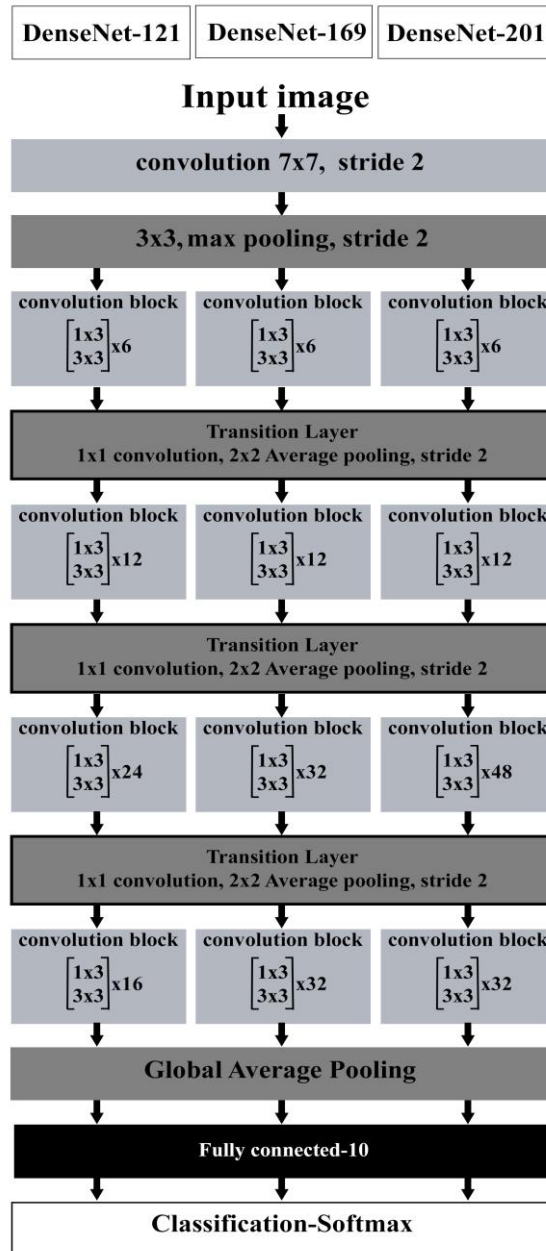 DenseNet-121 DenseNet-169 DenseNet-201
Input image
convolution 7x7, stride 2
3x3, max pooling, stride 2
convolution block convolution block convolution block
[1x3 3x3]x6 [1x3 3x3]x6 [1x3 3x3]x6
Transition Layer
1x1 convolution, 2x2 Average pooling, stride 2
convolution block convolution block convolution block
[1x3 3x3]x12 [1x3 3x3]x12 [1x3 3x3]x12
Transition Layer
1x1 convolution, 2x2 Average pooling, stride 2
convolution block convolution block convolution block
[1x3 3x3]x24 [1x3 3x3]x32 [1x3 3x3]x48
Transition Layer
1x1 convolution, 2x2 Average pooling, stride 2
convolution block convolution block convolution block
[1x3 3x3]x16 [1x3 3x3]x32 [1x3 3x3]x32
Global Average Pooling
Fully connected-10
Classification-Softmax